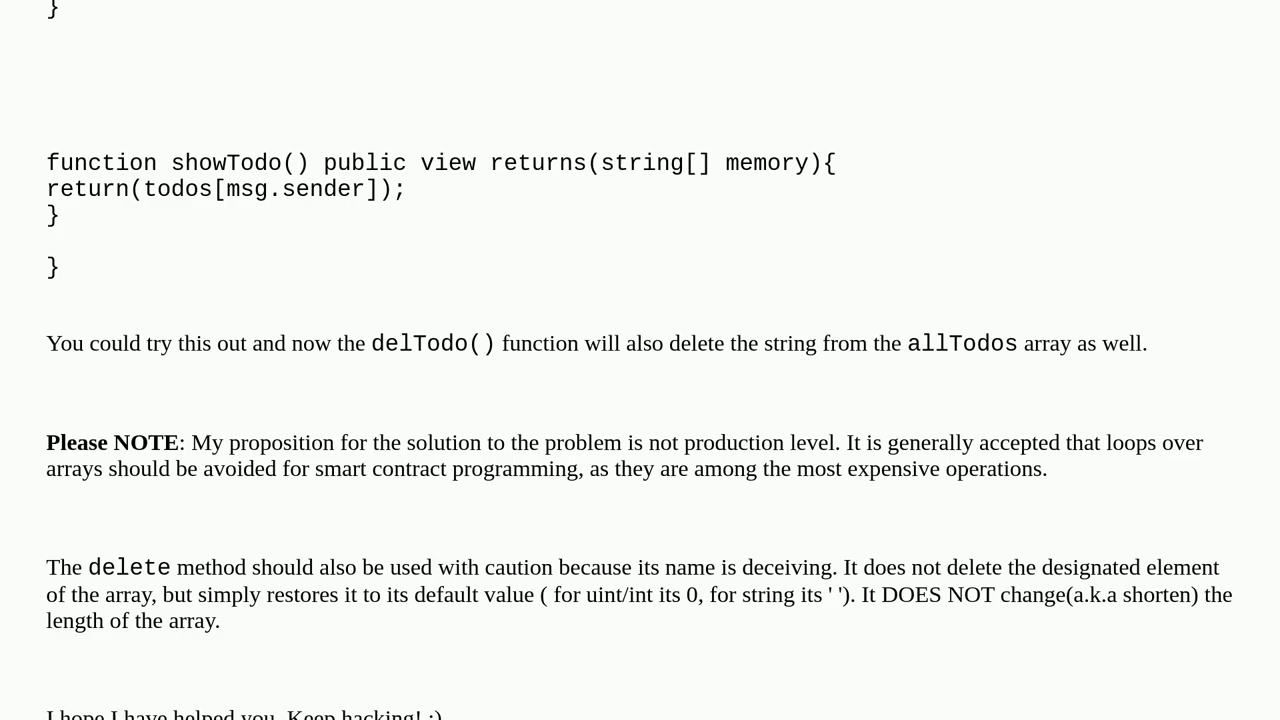 }
function showTodo() public view returns(string[] memory){
return(todos[msg.sender]);
}
}
You could try this out and now the delTodo() function will also delete the string from the allTodos array as well.
Please NOTE: My proposition for the solution to the problem is not production level. It is generally accepted that loops over
arrays should be avoided for smart contract programming, as they are among the most expensive operations.
The delete method should also be used with caution because its name is deceiving. It does not delete the designated element
of the array, but simply restores it to its default value ( for uint/int its 0, for string its ' '). It DOES NOT change(a.k.a shorten) the
length of the array.
I hope I have helped you. Keep hacking! :)